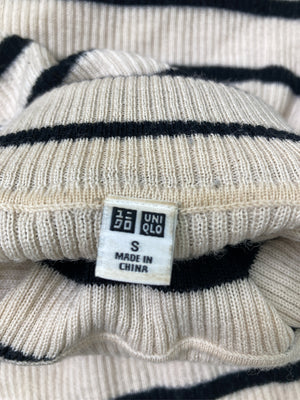 ユニ UNI
クロ QLO
S
MADE IN
CHINA